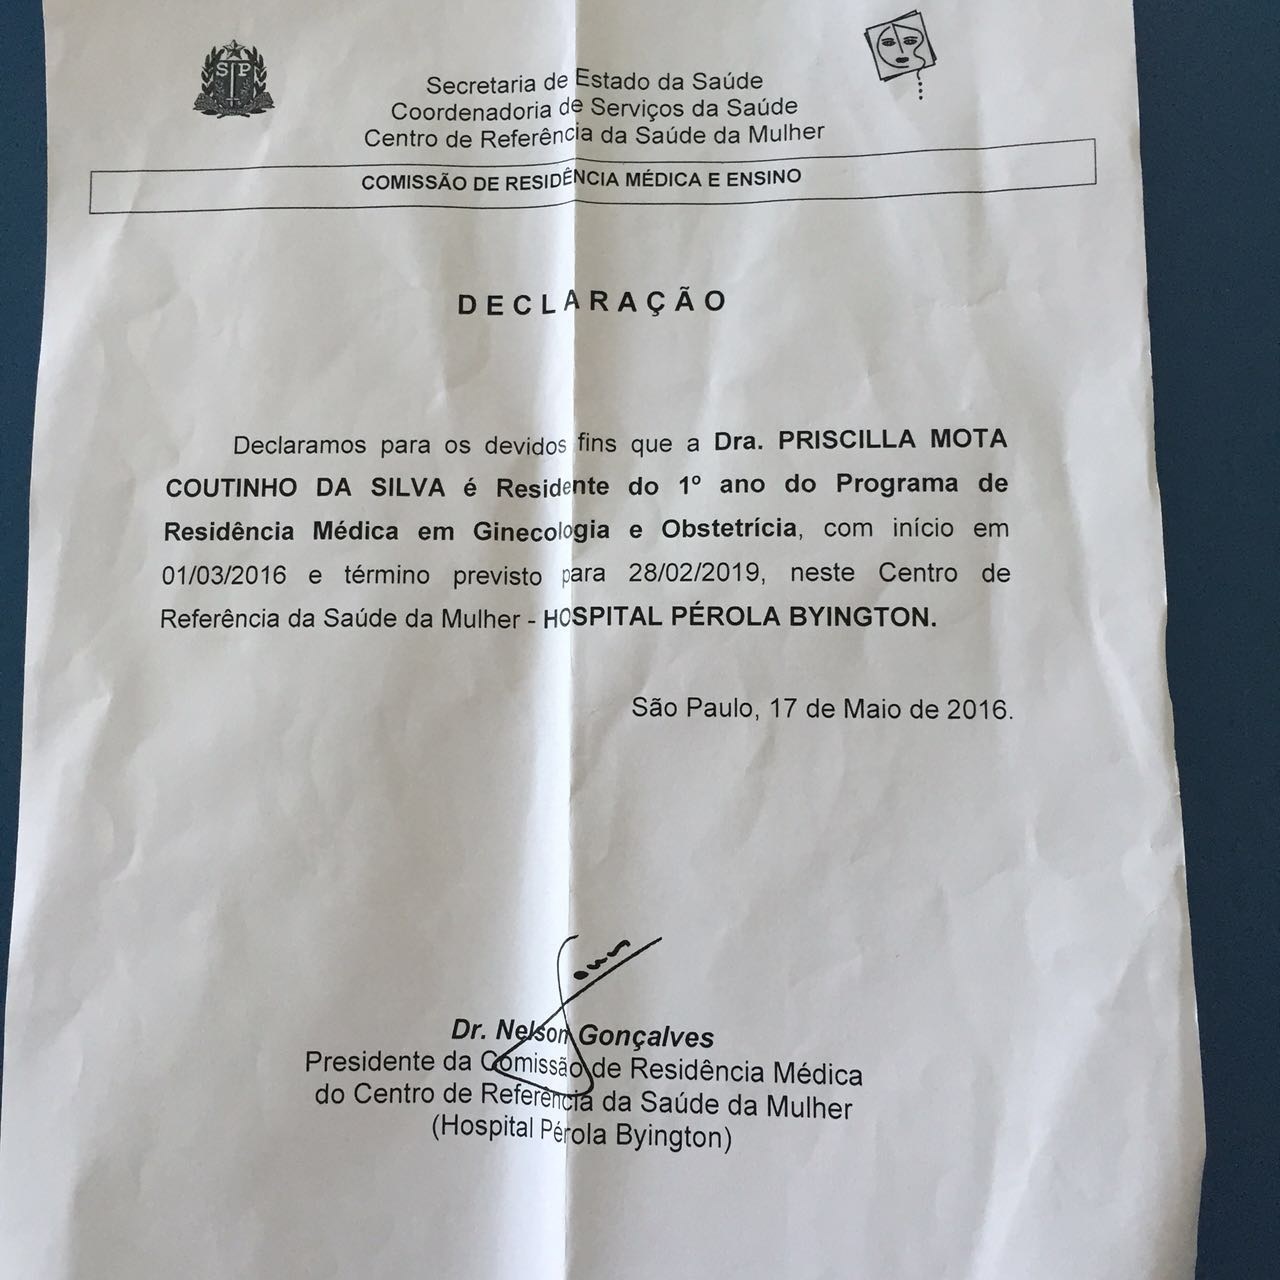 SP
Secretaria de Estado da Saúde
Coordenadoria de Serviços da Saúde
Centro de Referência da Saúde da Mulher
COMISSÃO DE RESIDÊNCIA MÉDICA E ENSINO
DECLARAÇÃO
Declaramos para os devidos fins que a Dra. PRISCILLA MOTA
COUTINHO DA SILVA é Residente do 1º ano do Programa de
Residência Médica em Ginecologia e Obstetrícia, com início em
01/03/2016 e término previsto para 28/02/2019, neste Centro de
Referência da Saúde da Mulher - HOSPITAL PÉROLA BYINGTON.
São Paulo, 17 de Maio de 2016.
Dr. Nelson Gonçalves
Presidente da Comissão de Residência Médica
do Centro de Referência da Saúde da Mulher
(Hospital Pérola Byington)